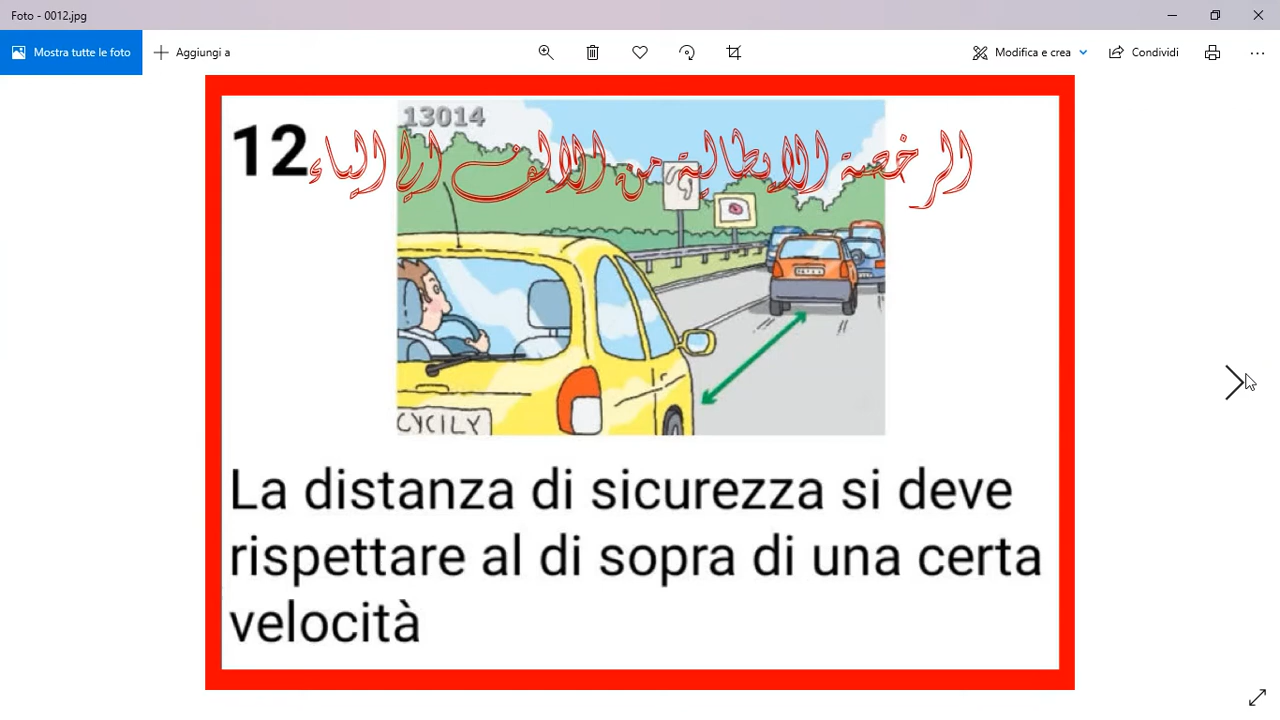 Foto - 0012.jpg
Mostra tutte le foto
Aggiungi a
Modifica e crea
Condividi
13014
12
الرخصة الايطالية من الالف الى الياء
CYCILY
La distanza di sicurezza si deve
rispettare al di sopra di una certa
velocità